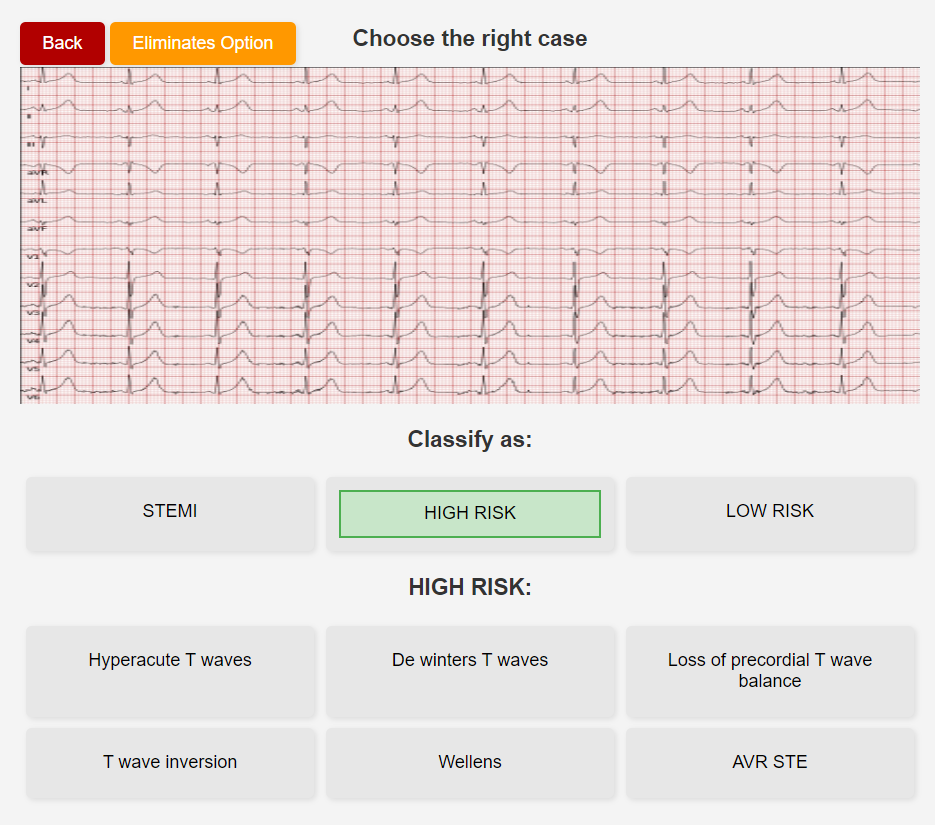 Back
Eliminates Option
Choose the right case
I
II
III
aVR
aVL
aVF
V1
V2
V3
V4
V5
V6
Classify as:
STEMI
HIGH RISK
LOW RISK
HIGH RISK:
Hyperacute T waves
De winters T waves
Loss of precordial T wave
balance
T wave inversion
Wellens
AVR STE